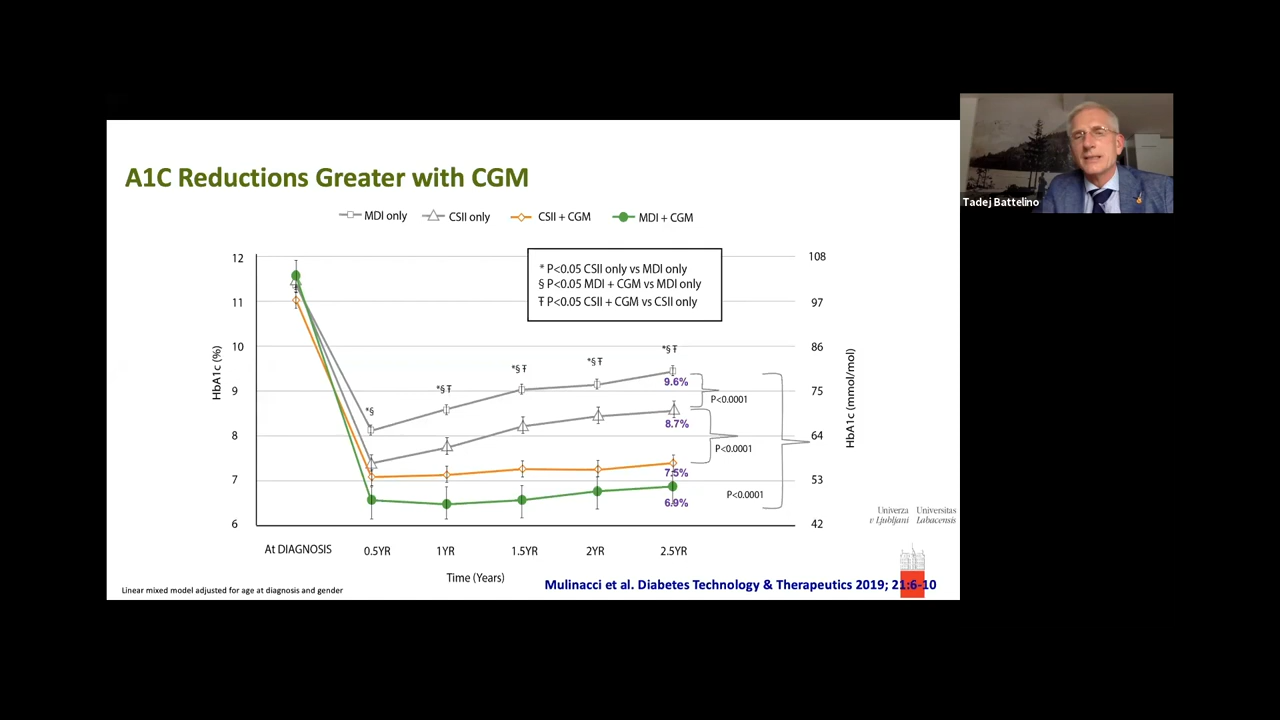 A1C Reductions Greater with CGM
MDI only CSII only CSII + CGM MDI + CGM
* P<0.05 CSII only vs MDI only
§ P<0.05 MDI + CGM vs MDI only
Ŧ P<0.05 CSII + CGM vs CSII only
HbA1c (%)
12
11
10
9
8
7
6
108
97
86
75
64
53
42
HbA1c (mmol/mol)
*§
*§ Ŧ
*§ Ŧ
*§ Ŧ
*§ Ŧ
9.6%
8.7%
7.5%
6.9%
P<0.0001
P<0.0001
P<0.0001
At DIAGNOSIS 0.5YR 1YR 1.5YR 2YR 2.5YR
Time (Years)
Linear mixed model adjusted for age at diagnosis and gender
Mulinacci et al. Diabetes Technology & Therapeutics 2019; 21:6-10
Univerza Universitas
v Ljubljani Labacensis
Tadej Battelino